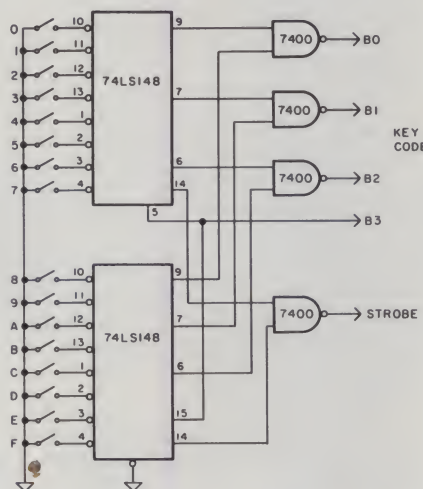 0 10 9
1 11
7400 B0
2 12 74LS148
3 13 7
4 1 7400 B1
5 2
KEY
CODE
6 3 6
7 4 14 7400 B2
5
B3
8 10 9
9 11
A 12 7
B 13 74LS148 7400 STROBE
C 1 6
D 2
E 3 15
F 4 14